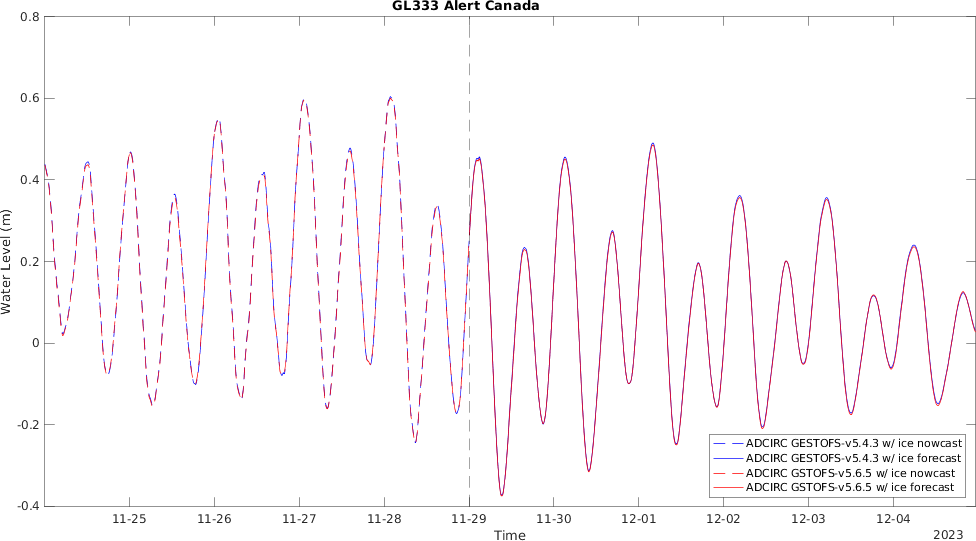 GL333 Alert Canada
0.8
0.6
0.4
0.2
0
-0.2
-0.4
Water Level (m)
ADCIRC GESTOFS-v5.4.3 w/ ice nowcast
ADCIRC GESTOFS-v5.4.3 w/ ice forecast
ADCIRC GSTOFS-v5.6.5 w/ ice nowcast
ADCIRC GSTOFS-v5.6.5 w/ ice forecast
11-25 11-26 11-27 11-28 11-29 11-30 12-01 12-02 12-03 12-04
Time
2023